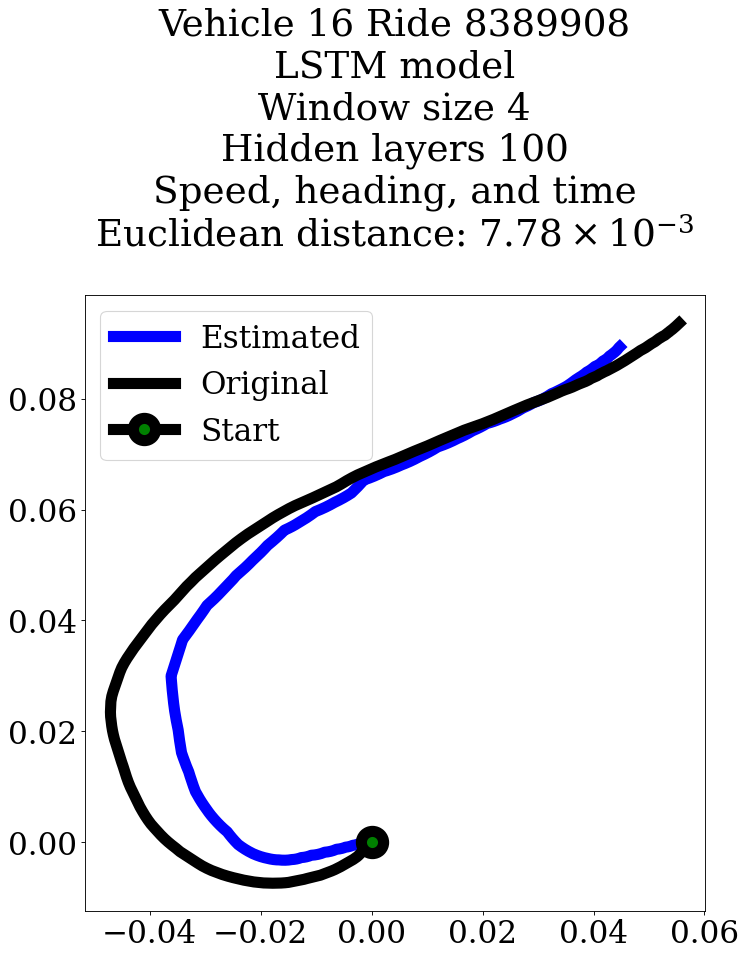 Vehicle 16 Ride 8389908
LSTM model
Window size 4
Hidden layers 100
Speed, heading, and time
Euclidean distance: 7.78 × 10⁻³
Estimated
Original
Start
0.08
0.06
0.04
0.02
0.00
−0.04 −0.02 0.00 0.02 0.04 0.06